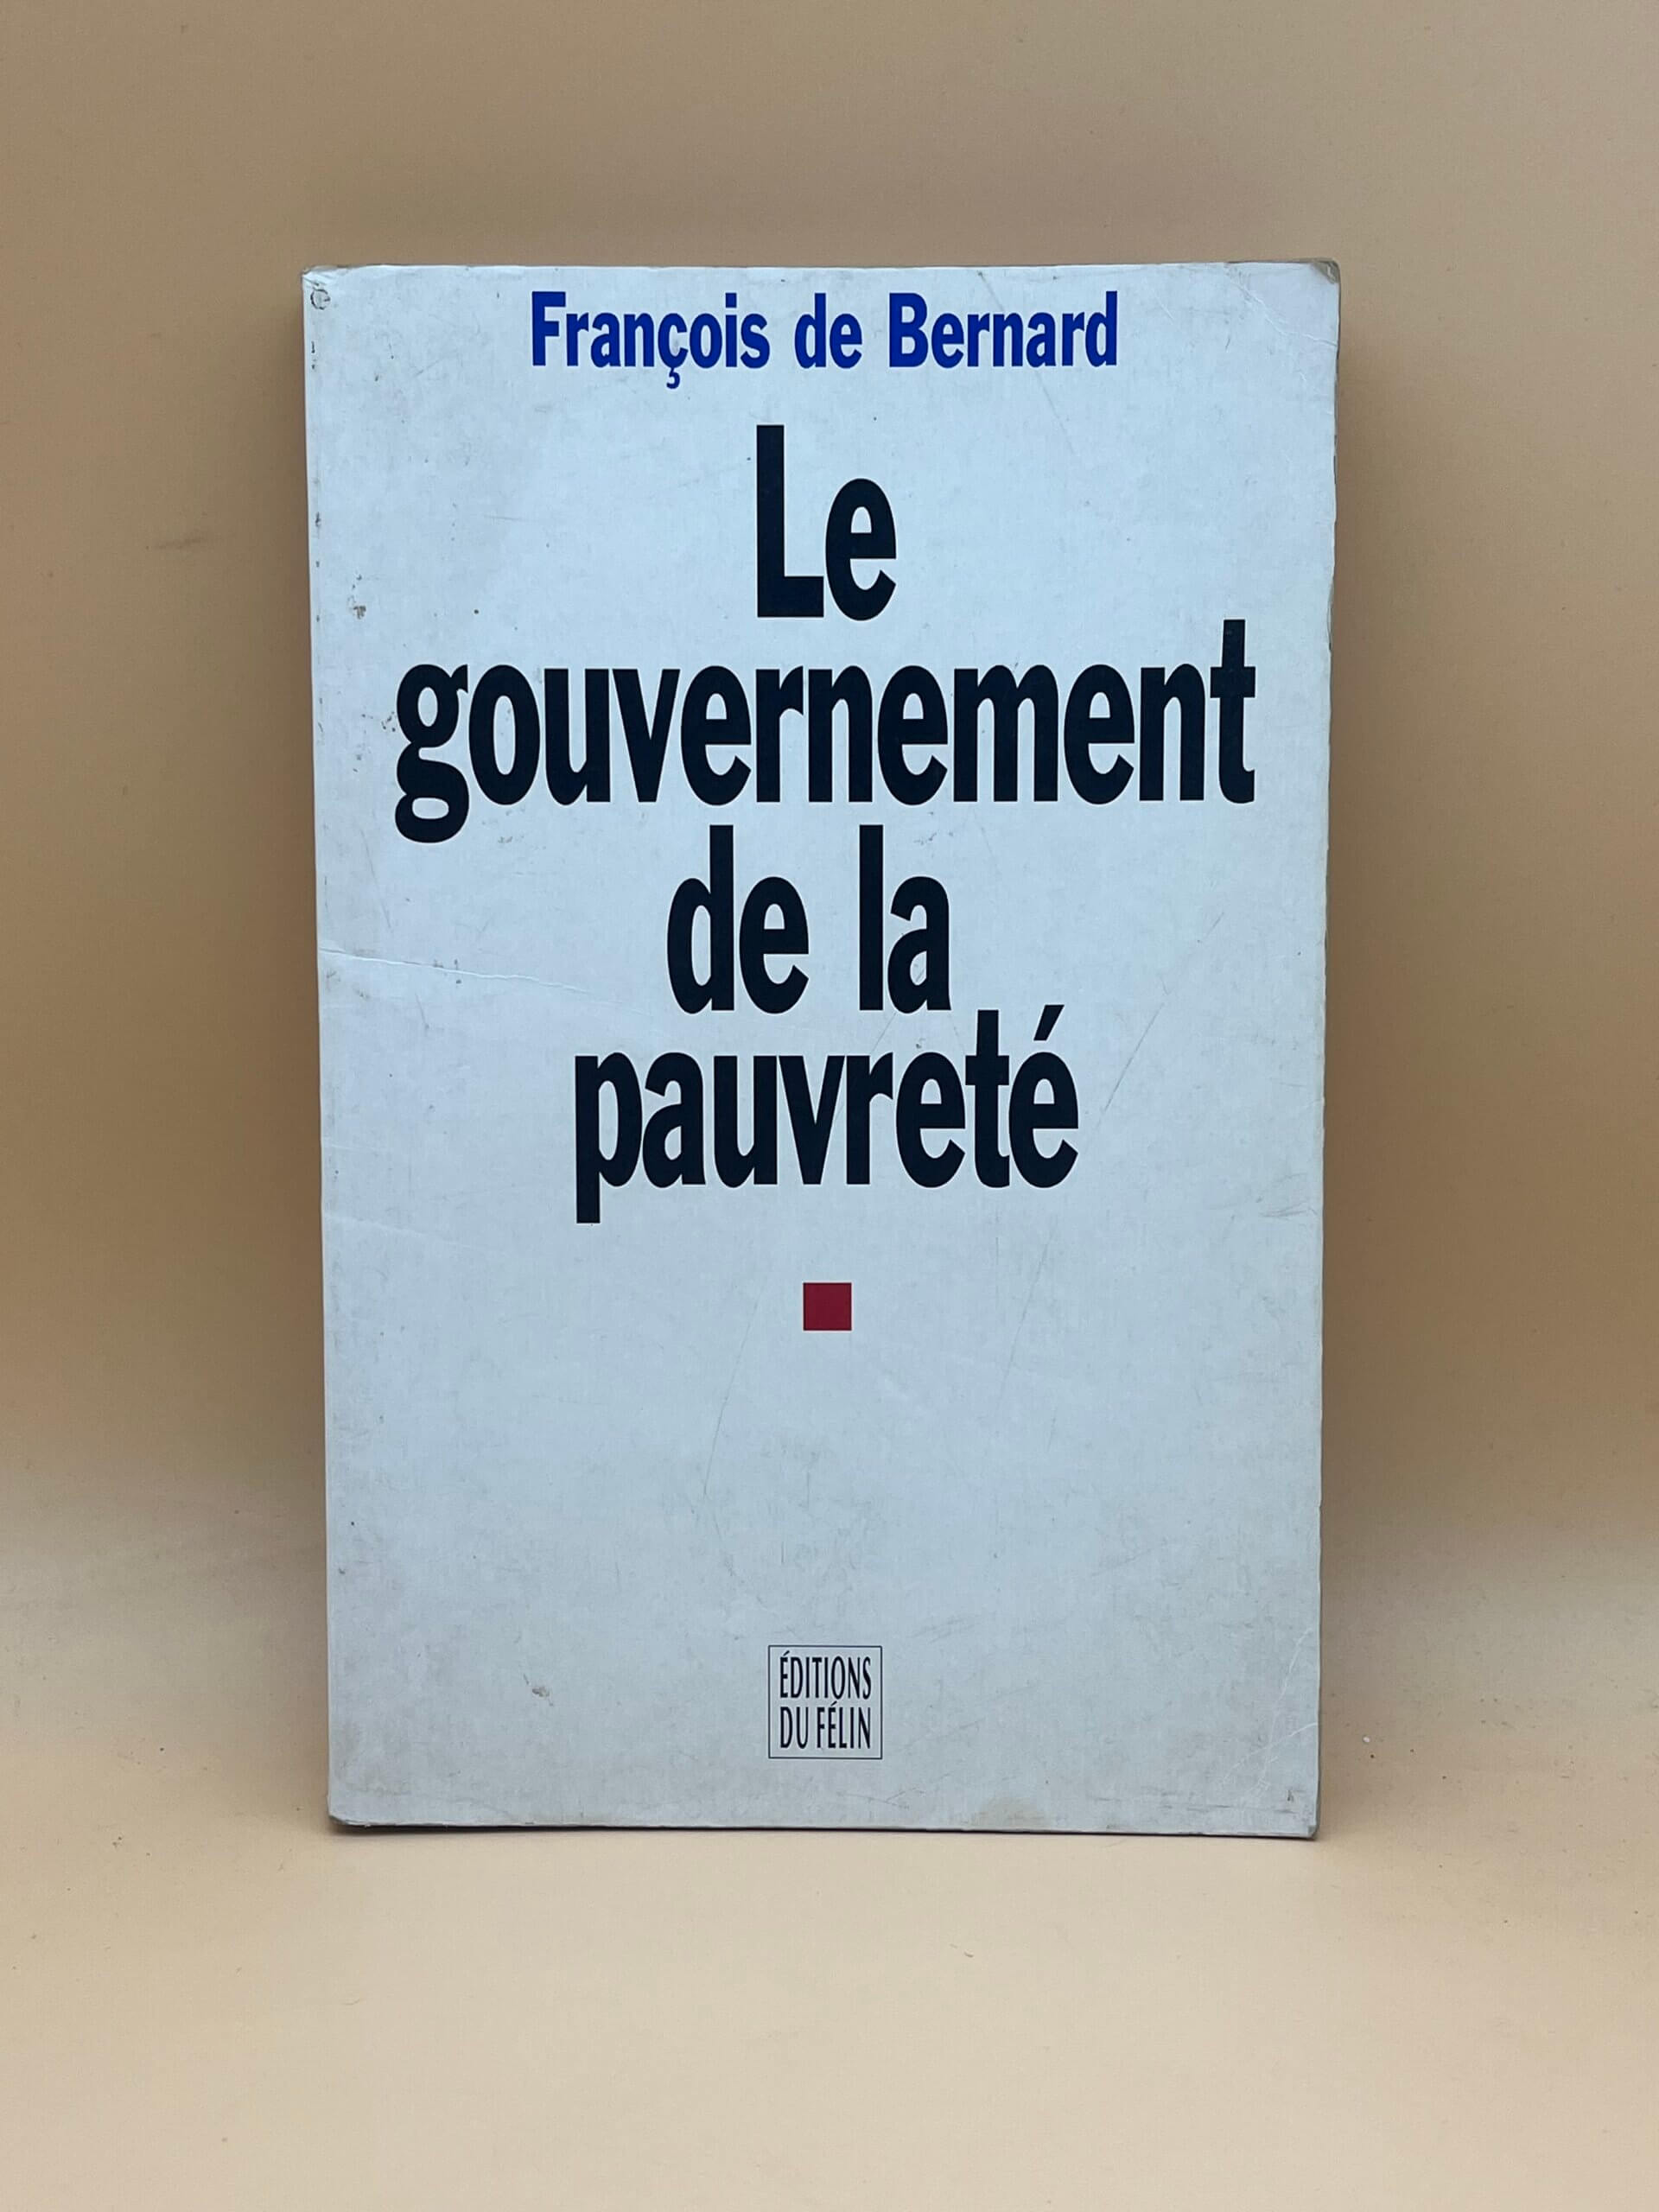 François de Bernard
Le
gouvernement
de la
pauvreté
ÉDITIONS
DU FÉLIN